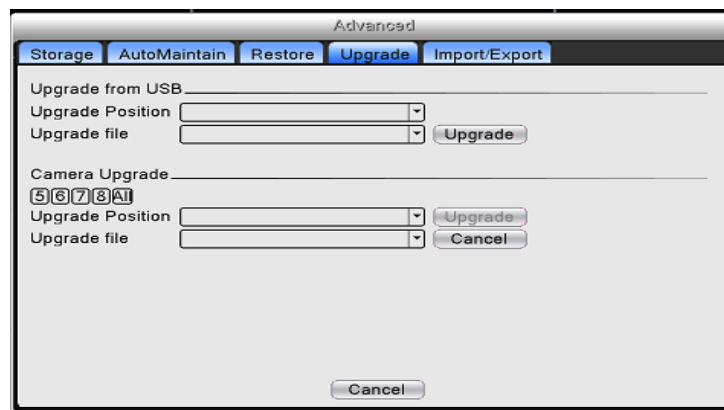 Advanced
Storage AutoMaintain Restore Upgrade Import/Export
Upgrade from USB
Upgrade Position
Upgrade file Upgrade
Camera Upgrade
5 6 7 8 All
Upgrade Position Upgrade
Upgrade file Cancel
Cancel